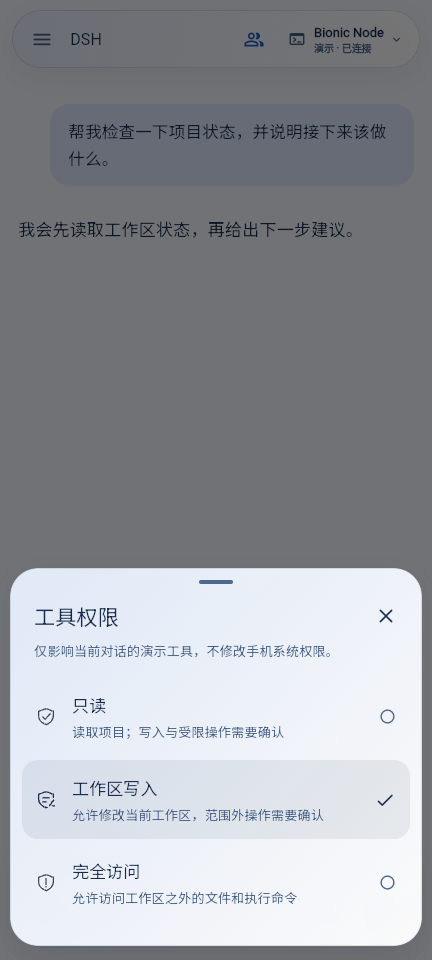 DSH
Bionic Node
演示 · 已连接
帮我检查一下项目状态，并说明接下来该做
什么。
我会先读取工作区状态，再给出下一步建议。
工具权限
仅影响当前对话的演示工具，不修改手机系统权限。
只读
读取项目；写入与受限操作需要确认
工作区写入
允许修改当前工作区，范围外操作需要确认
完全访问
允许访问工作区之外的文件和执行命令